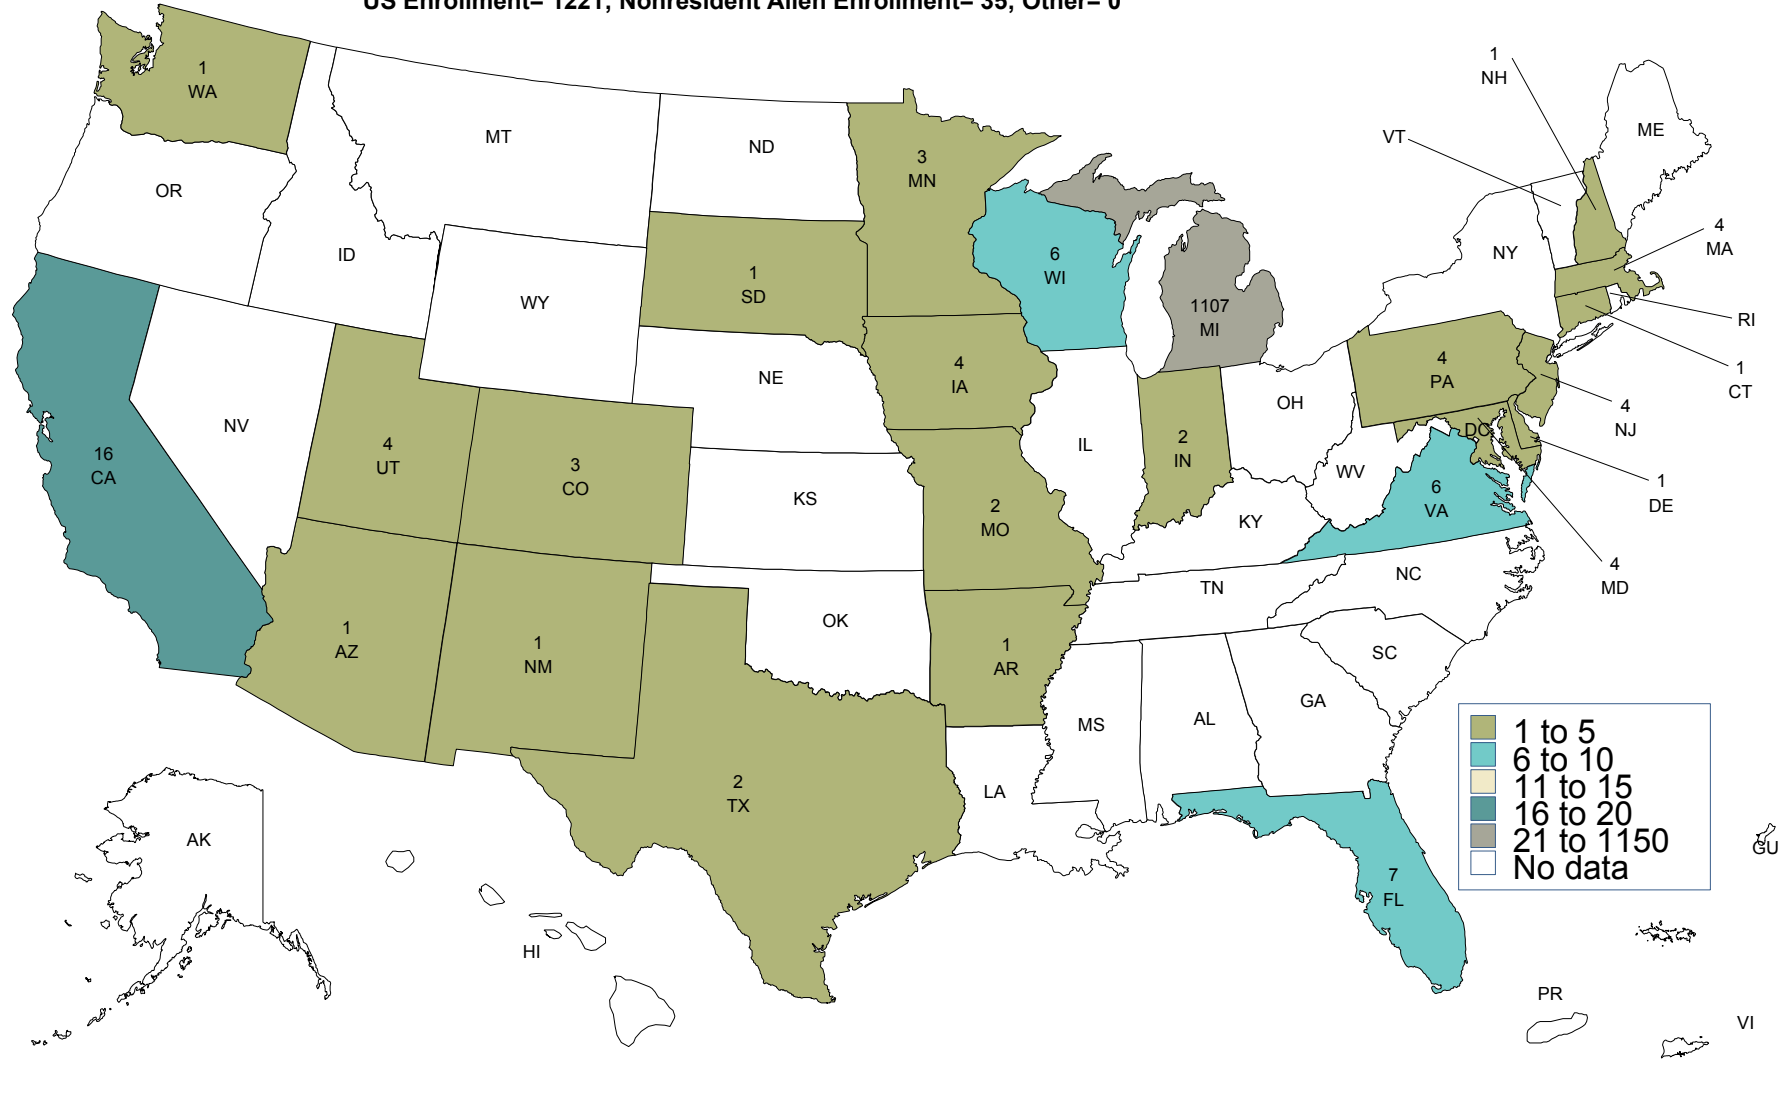 US Enrollment= 1221, Nonresident Alien Enrollment= 35, Other= 0
1
WA
OR
CA
16
ID
NV
MT
WY
4
UT
3
CO
1
AZ
1
NM
ND
1
SD
NE
KS
OK
2
TX
3
MN
4
IA
2
MO
1
AR
LA
6
WI
IL
1107
MI
2
IN
OH
KY
TN
MS
AL
GA
SC
NC
WV
6
VA
7
FL
4
PA
NY
VT
1
NH
ME
4
MA
RI
1
CT
4
NJ
1
DE
4
MD
DC
AK
HI
PR
VI
GU
1 to 5
6 to 10
11 to 15
16 to 20
21 to 1150
No data